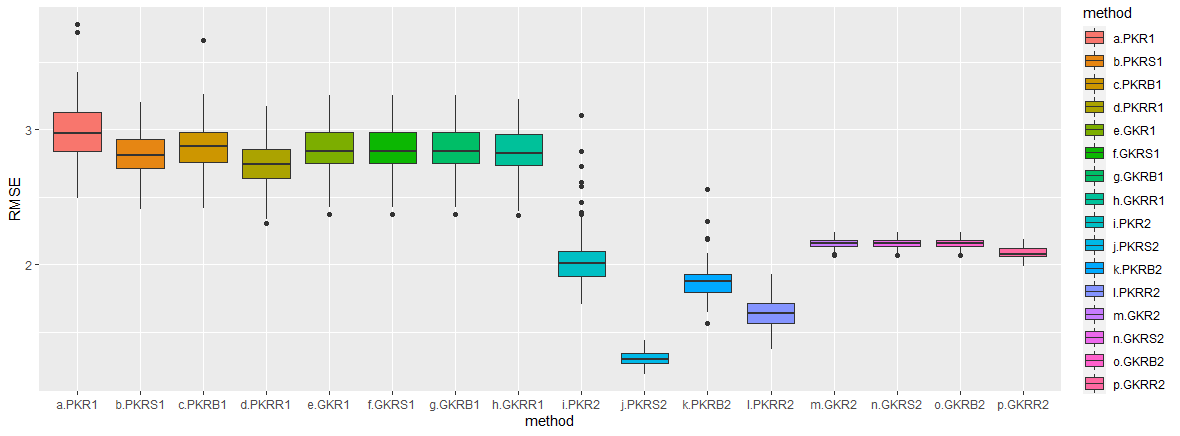 method
a.PKR1
b.PKRS1
c.PKRB1
d.PKRR1
e.GKR1
f.GKRS1
g.GKRB1
h.GKRR1
i.PKR2
j.PKRS2
k.PKRB2
l.PKRR2
m.GKR2
n.GKRS2
o.GKRB2
p.GKRR2
RMSE
3
2
a.PKR1 b.PKRS1 c.PKRB1 d.PKRR1 e.GKR1 f.GKRS1 g.GKRB1 h.GKRR1 i.PKR2 j.PKRS2 k.PKRB2 l.PKRR2 m.GKR2 n.GKRS2 o.GKRB2 p.GKRR2
method